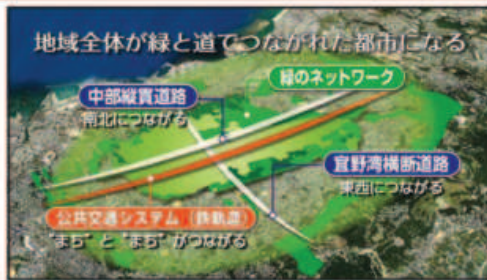 地域全体が緑と道でつながれた都市になる
緑のネットワーク
中部縦貫道路
南北につながる
宜野湾横断道路
東西につながる
公共交通システム（鉄軌道）
"まち" と "まち" がつながる